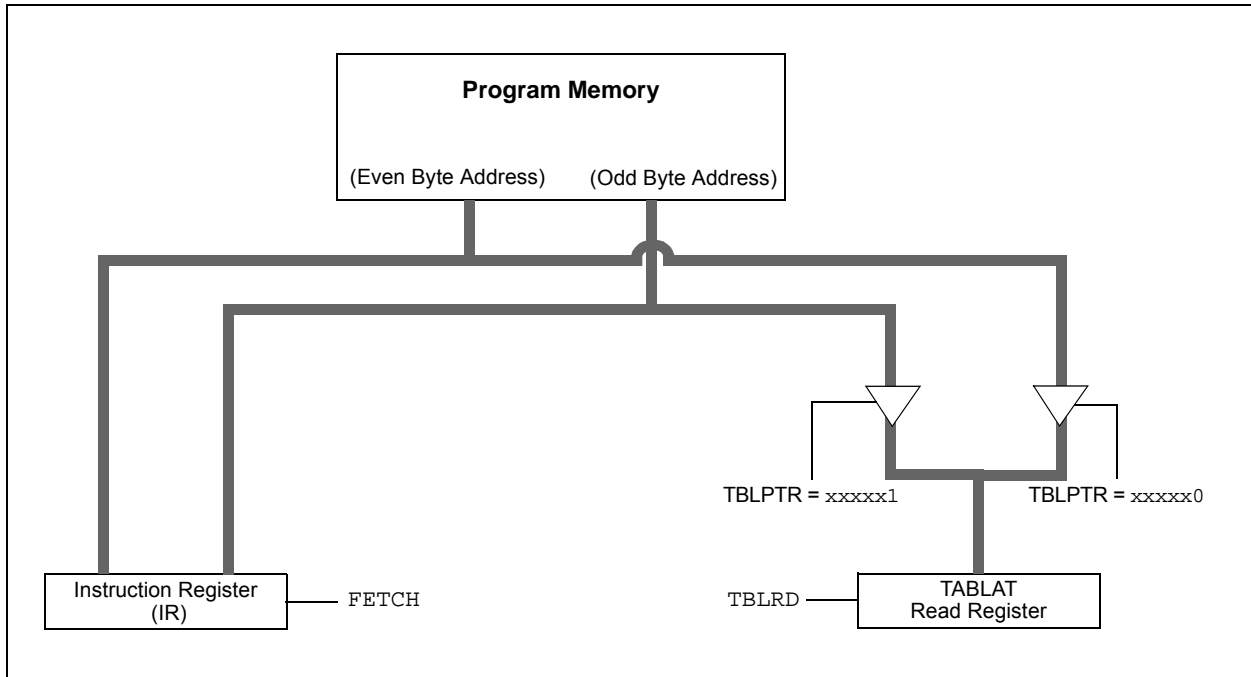 Program Memory
(Even Byte Address)
(Odd Byte Address)
TBLPTR = xxxxx1
TBLPTR = xxxxx0
Instruction Register
(IR)
FETCH
TBLRD
TABLAT
Read Register